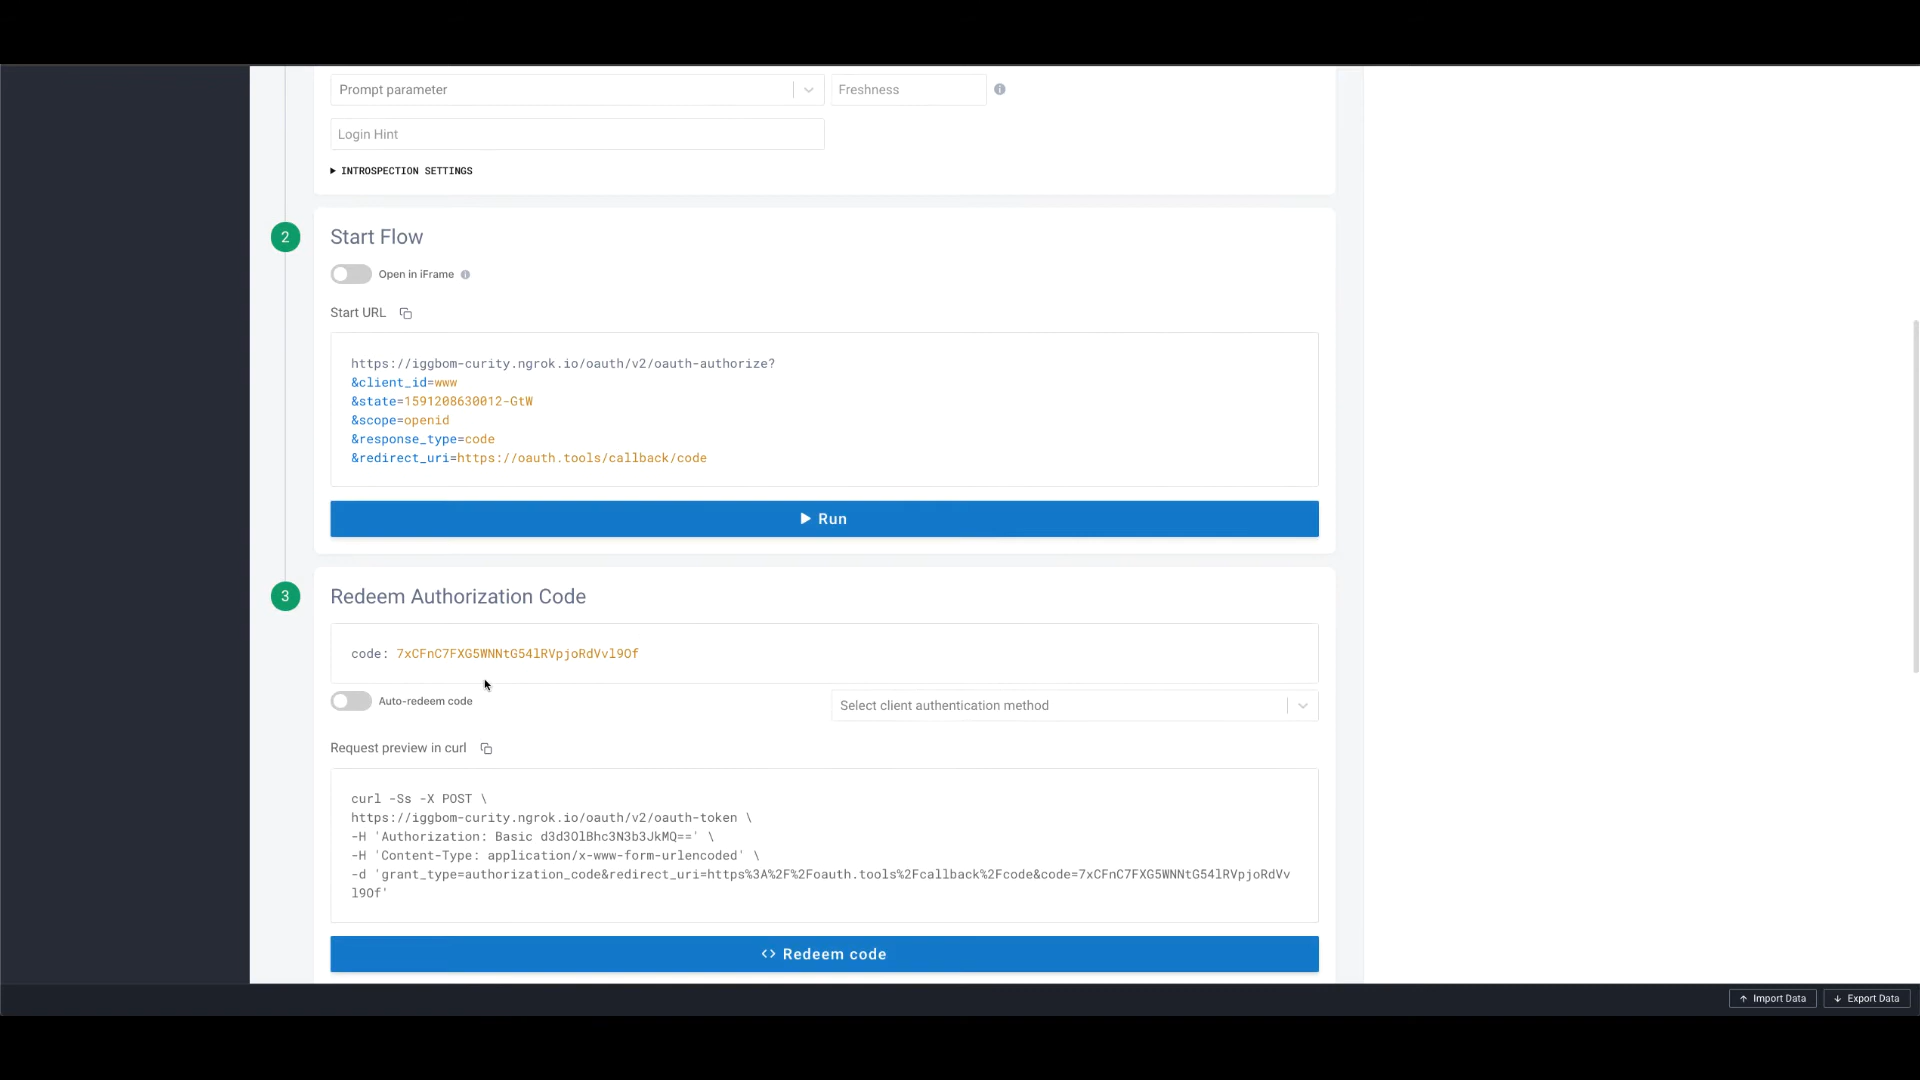 Prompt parameter
Freshness
Login Hint
INTROSPECTION SETTINGS
2
Start Flow
Open in iFrame
Start URL
https://iggbom-curity.ngrok.io/oauth/v2/oauth-authorize?
&client_id=www
&state=1591208630012-GtW
&scope=openid
&response_type=code
&redirect_uri=https://oauth.tools/callback/code
Run
3
Redeem Authorization Code
code: 7xCFnC7FXG5WNNtG54lRVpjoRdVvl9Of
Auto-redeem code
Select client authentication method
Request preview in curl
curl -Ss -X POST \
https://iggbom-curity.ngrok.io/oauth/v2/oauth-token \
-H 'Authorization: Basic d3d3OlBhc3N3b3JkMQ==' \
-H 'Content-Type: application/x-www-form-urlencoded' \
-d 'grant_type=authorization_code&redirect_uri=https%3A%2F%2Foauth.tools%2Fcallback%2Fcode&code=7xCFnC7FXG5WNNtG54lRVpjoRdVv
l9Of'
<> Redeem code
Import Data
Export Data